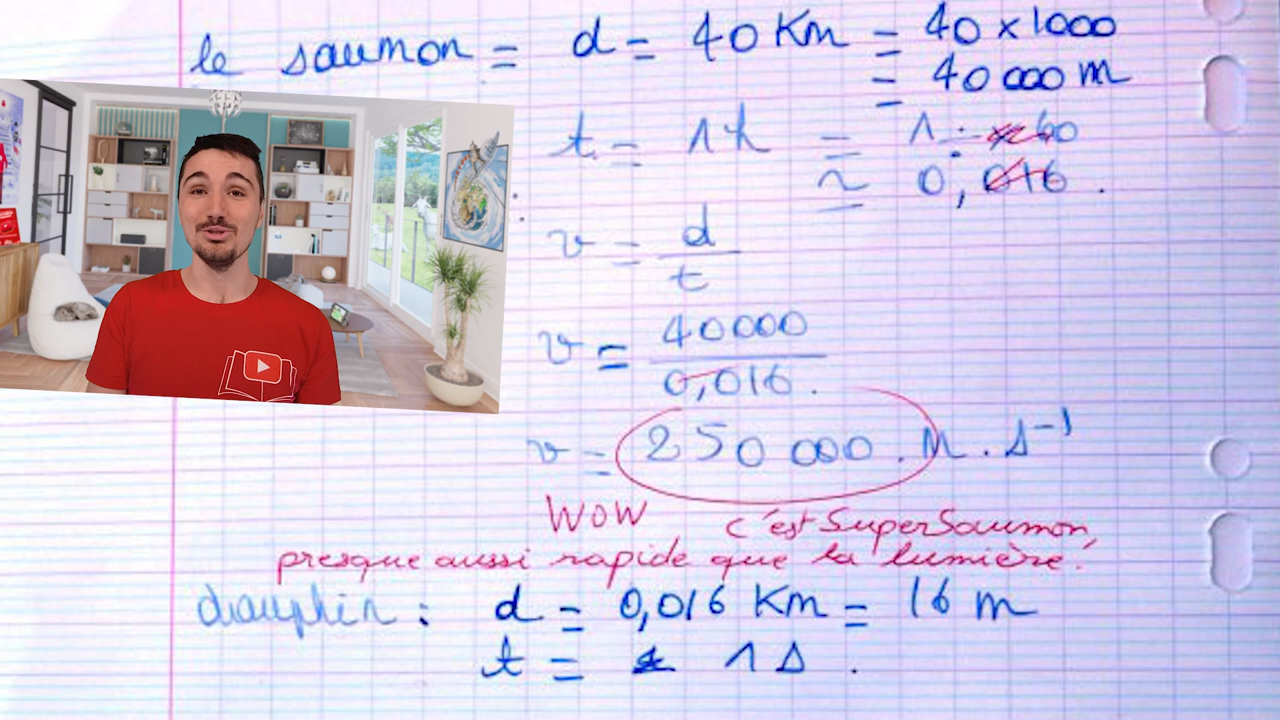 le saumon = d = 40 Km = 40 x 1000
= 40 000 m
t = 1 h = 1 : 60
≃ 0,016.
v = d / t
v = 40000 / 0,016.
v = 250 000 . m . s⁻¹
WOW c'est SuperSaumon,
presque aussi rapide que la lumière !
dauphin : d = 0,016 Km = 16 m
t = 1 s .